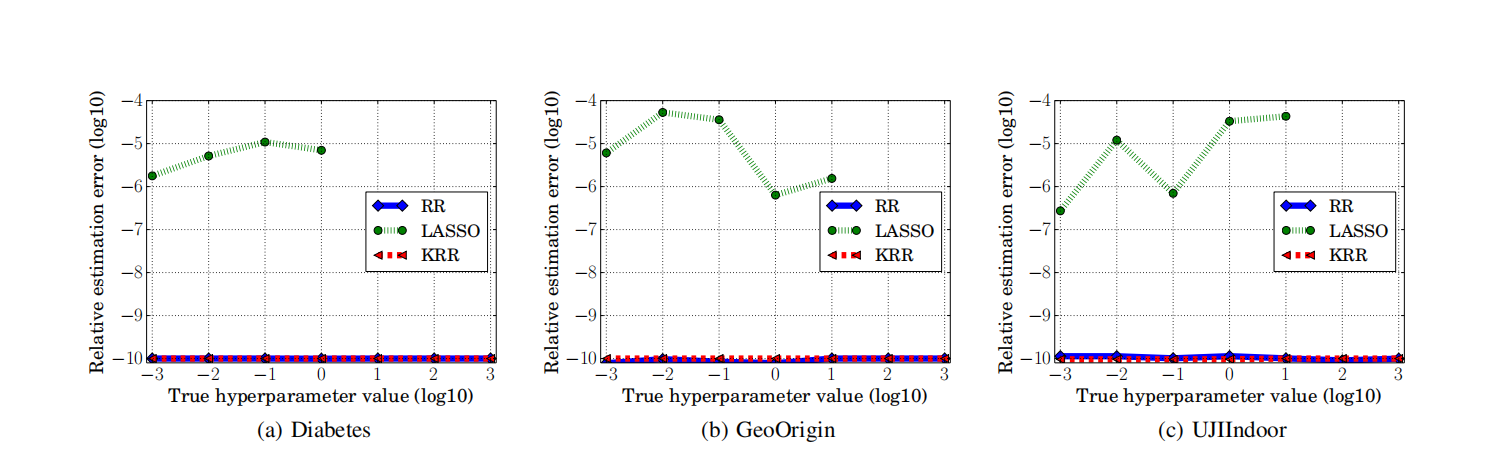 Relative estimation error (log10)
−4
−5
−6
−7
−8
−9
−10
−3 −2 −1 0 1 2 3
True hyperparameter value (log10)
RR
LASSO
KRR
(a) Diabetes
Relative estimation error (log10)
−4
−5
−6
−7
−8
−9
−10
−3 −2 −1 0 1 2 3
True hyperparameter value (log10)
RR
LASSO
KRR
(b) GeoOrigin
Relative estimation error (log10)
−4
−5
−6
−7
−8
−9
−10
−3 −2 −1 0 1 2 3
True hyperparameter value (log10)
RR
LASSO
KRR
(c) UJIIndoor